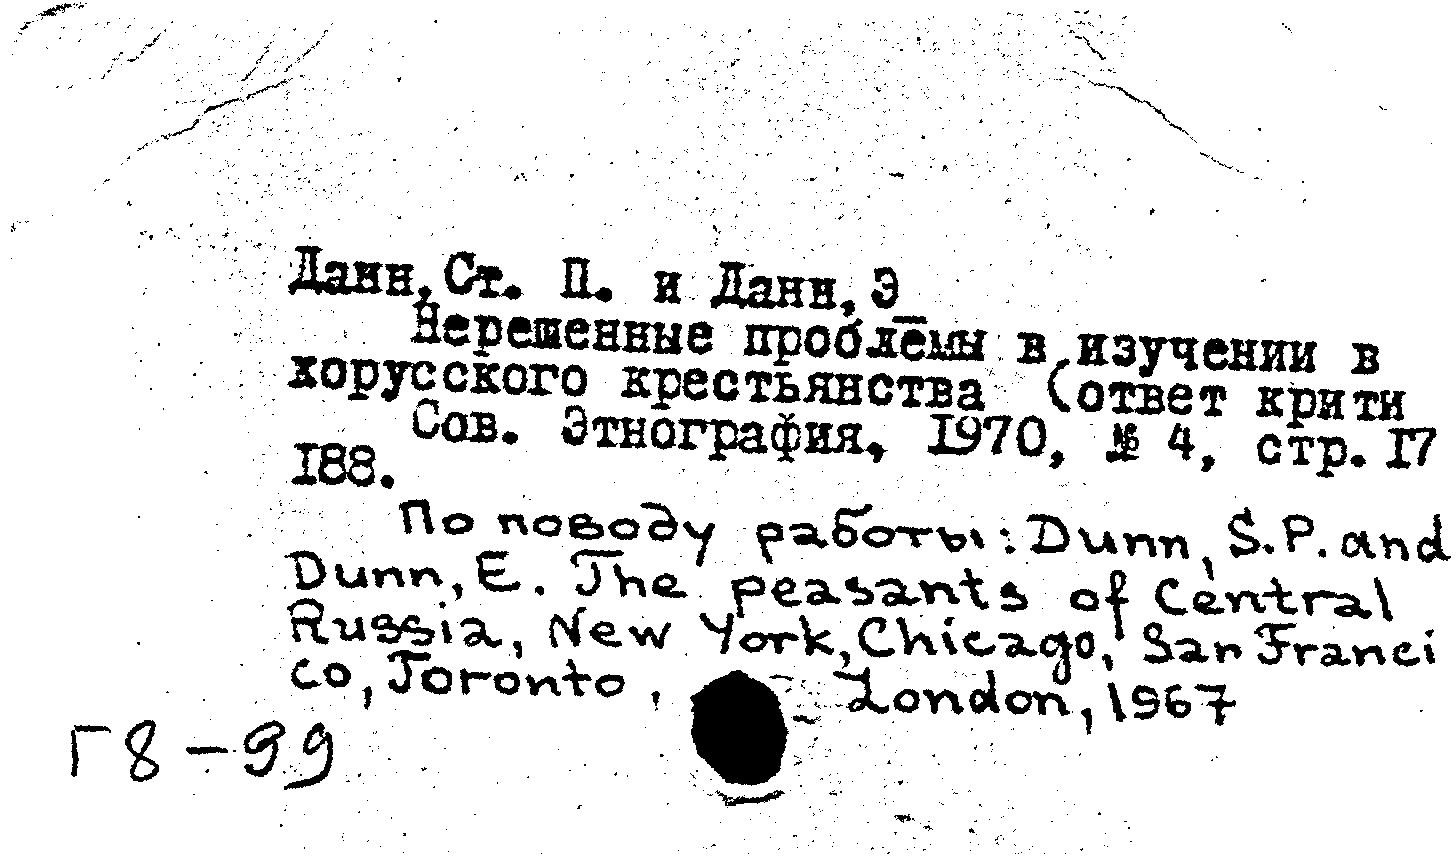 Данн, Ст. П. и Данн, Э
Нерешенные проблемы в изучении в
хорусского крестьянства (ответ крити
Сов. Этнография, 1970, № 4, стр. 17
188.
По поводу работы: Dunn, S.P. and
Dunn, E. The peasants of Central
Russia, New York, Chicago, San Franci
co, Toronto, London, 1967
Г8-99